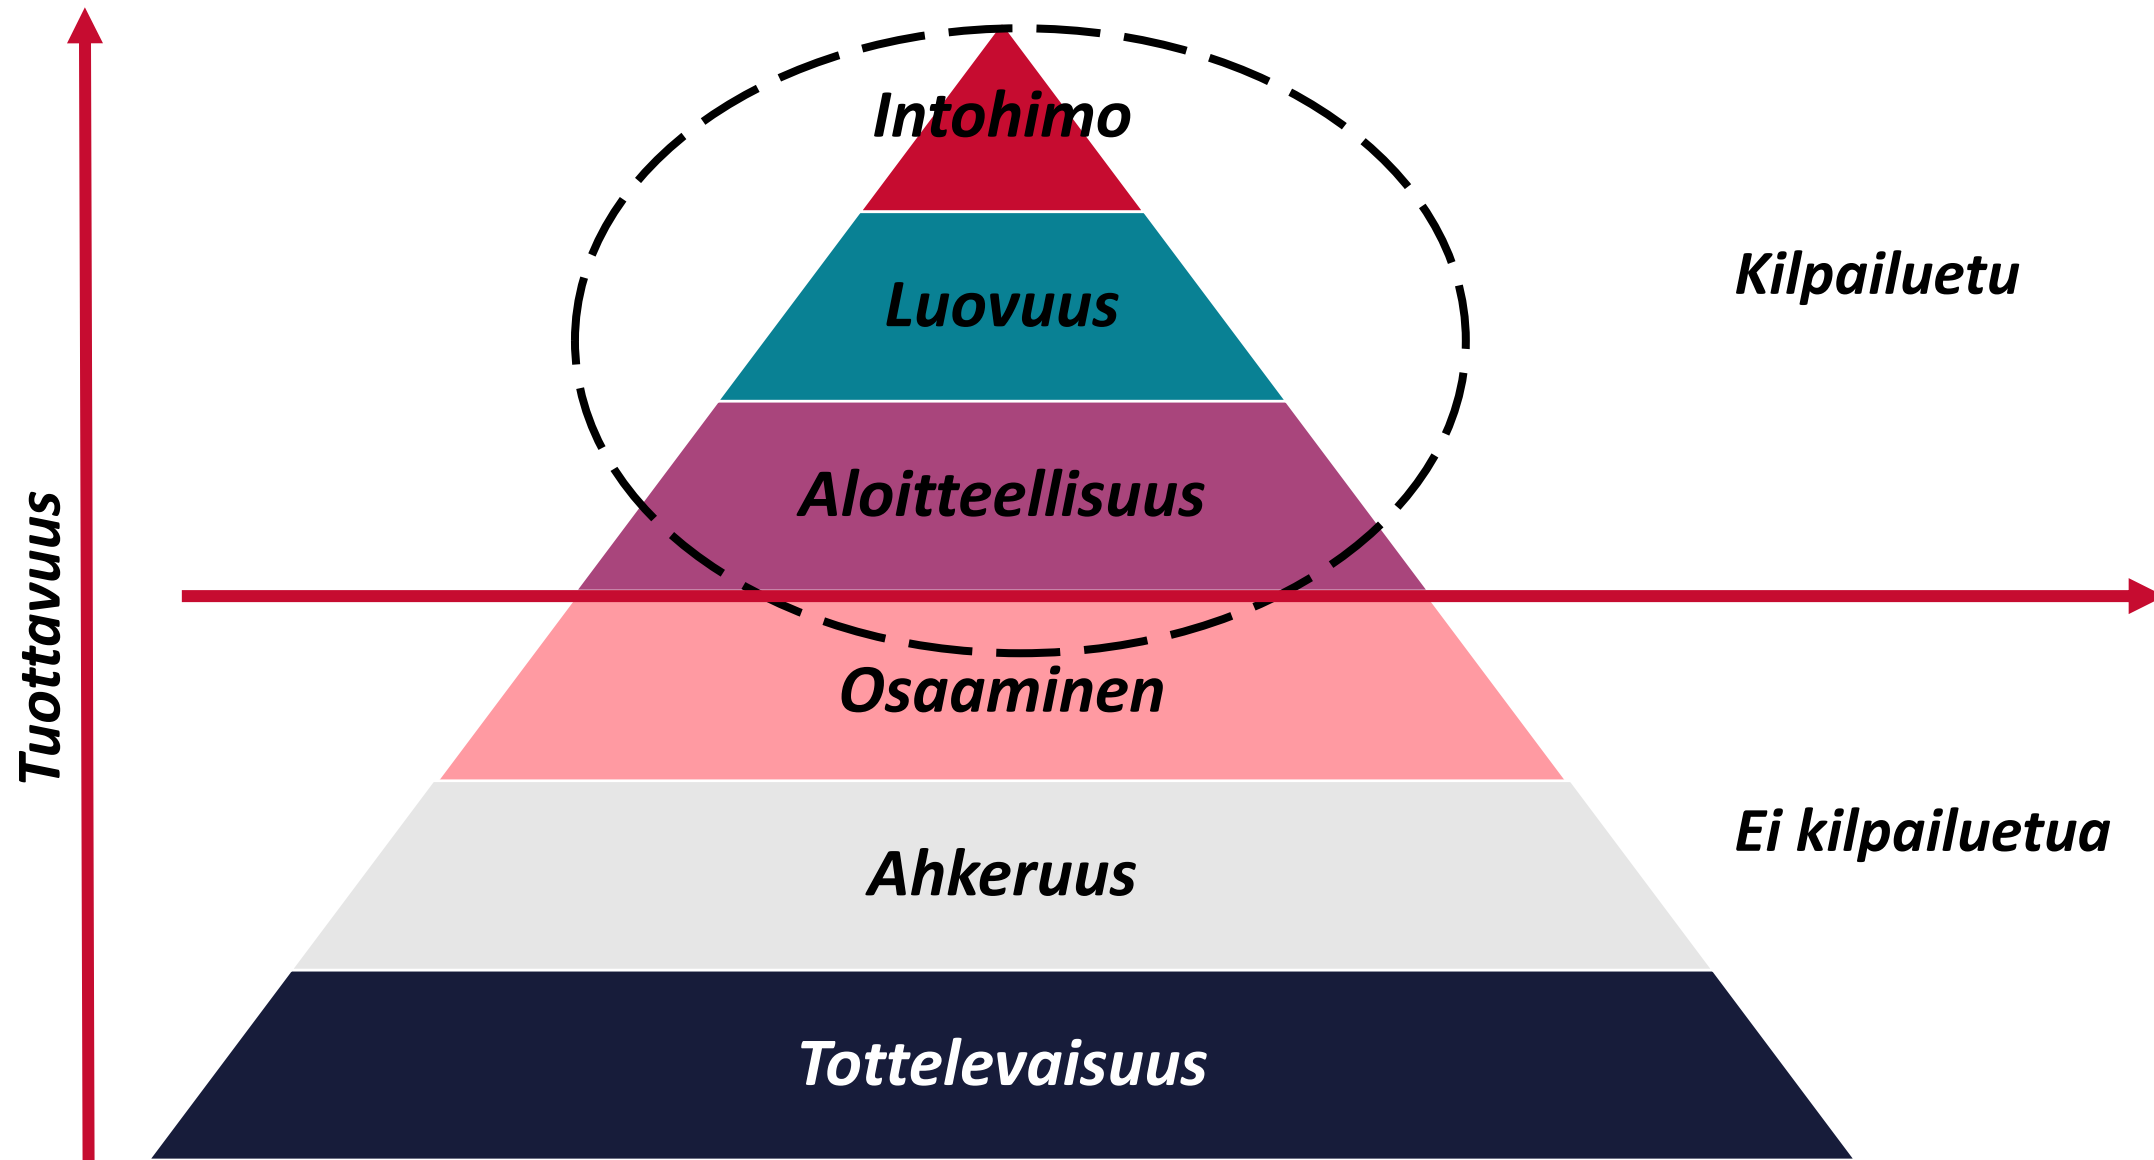 Intohimo
Luovuus
Kilpailuetu
Aloitteellisuus
Tuottavuus
Osaaminen
Ei kilpailuetua
Ahkeruus
Tottelevaisuus